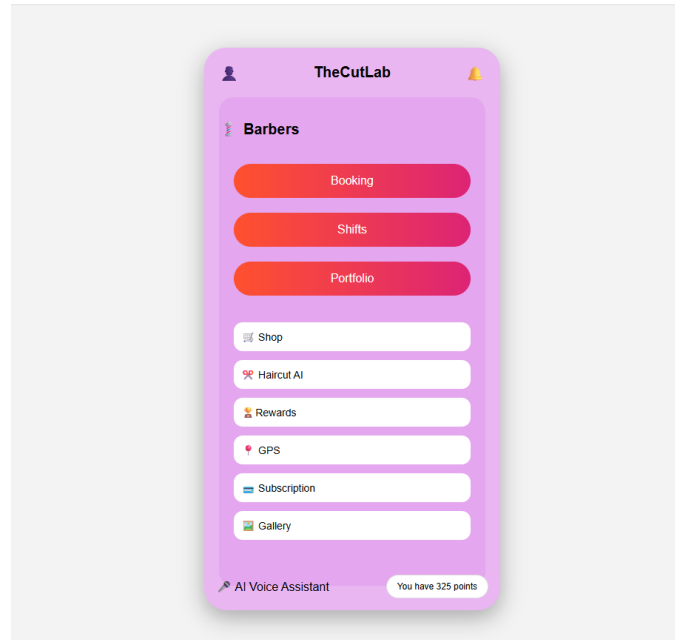 TheCutLab
Barbers
Booking
Shifts
Portfolio
Shop
Haircut AI
Rewards
GPS
Subscription
Gallery
AI Voice Assistant
You have 325 points